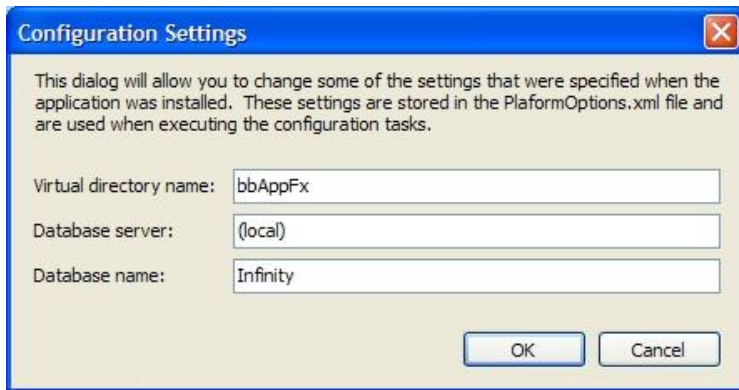 Configuration Settings
This dialog will allow you to change some of the settings that were specified when the
application was installed.  These settings are stored in the PlaformOptions.xml file and
are used when executing the configuration tasks.
Virtual directory name: bbAppFx
Database server: (local)
Database name: Infinity
OK Cancel